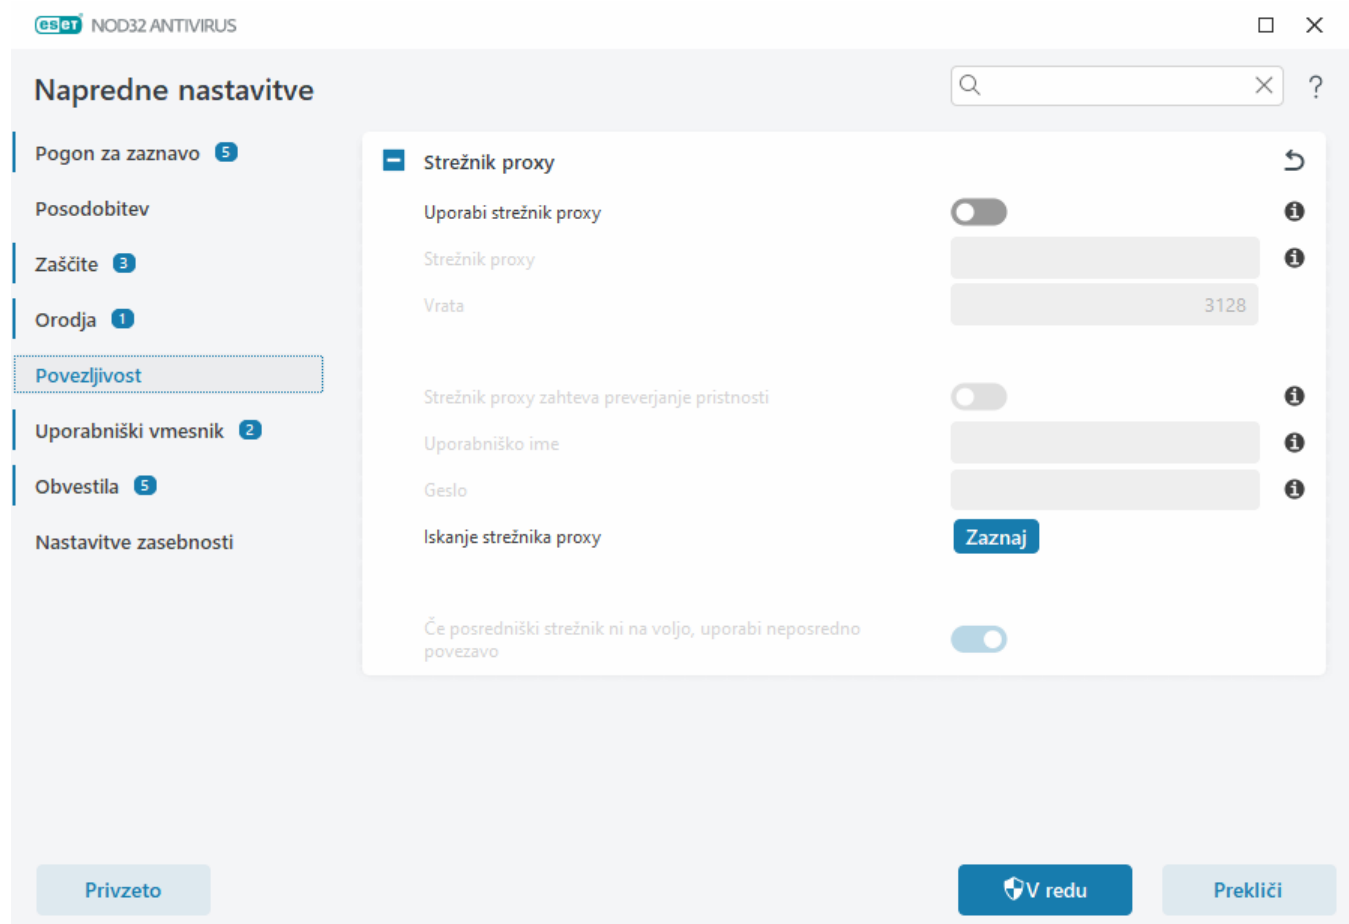 eset NOD32 ANTIVIRUS
Napredne nastavitve
?
Pogon za zaznavo 5
Posodobitev
Zaščite 3
Orodja 1
Povezljivost
Uporabniški vmesnik 2
Obvestila 5
Nastavitve zasebnosti
Strežnik proxy
Uporabi strežnik proxy
Strežnik proxy
Vrata 3128
Strežnik proxy zahteva preverjanje pristnosti
Uporabniško ime
Geslo
Iskanje strežnika proxy Zaznaj
Če posredniški strežnik ni na voljo, uporabi neposredno
povezavo
Privzeto V redu Prekliči